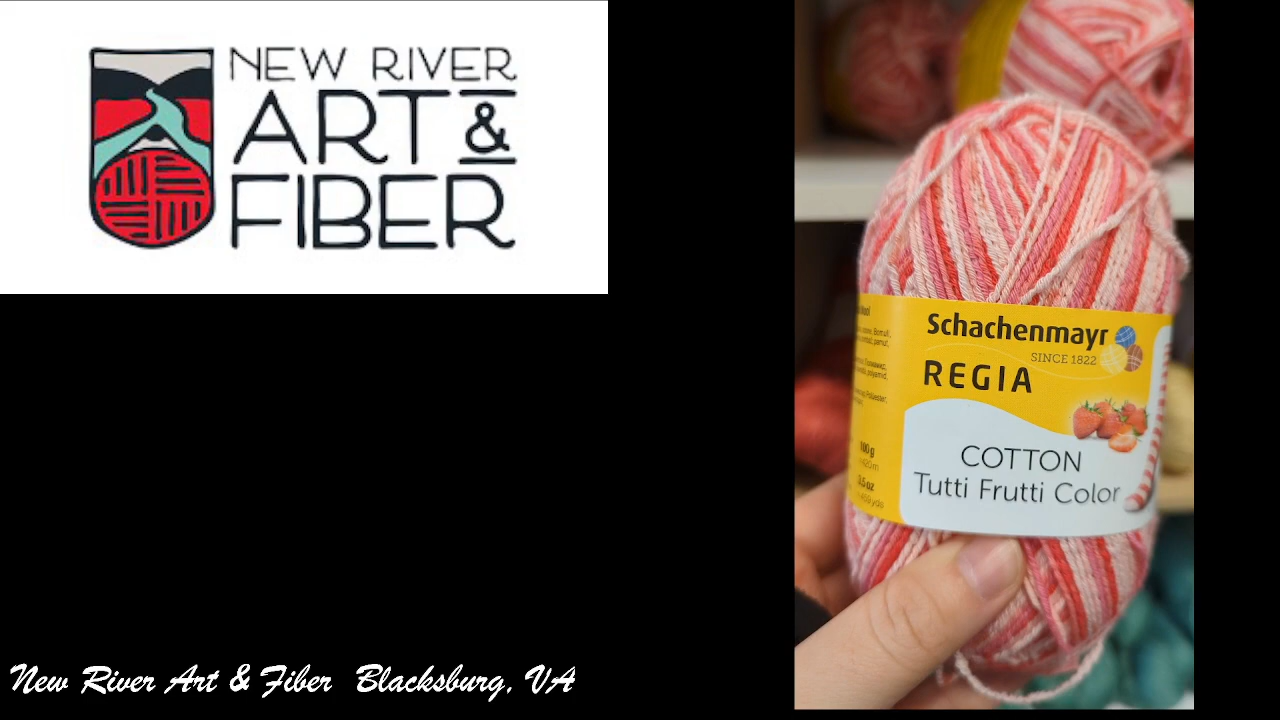 NEW RIVER
ART &
FIBER
Schachenmayr
SINCE 1822
REGIA
COTTON
Tutti Frutti Color
100 g
420 m
3.5 oz
New River Art & Fiber Blacksburg, VA